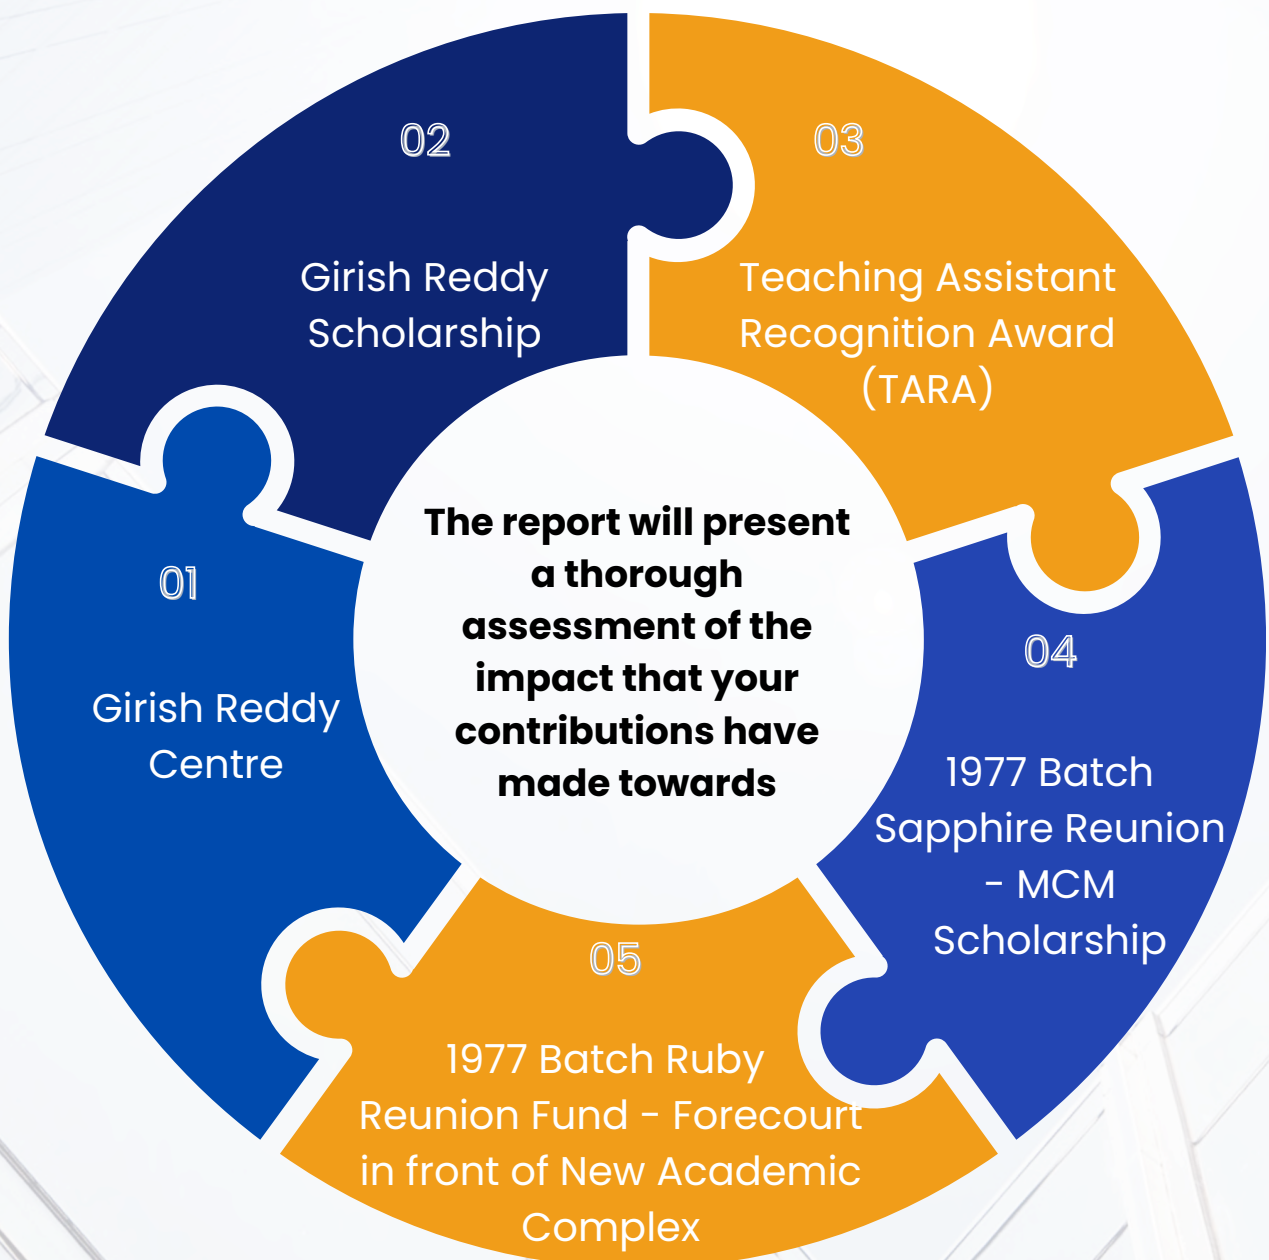 The report will present
a thorough
assessment of the
impact that your
contributions have
made towards
01
Girish Reddy
Centre
02
Girish Reddy
Scholarship
03
Teaching Assistant
Recognition Award
(TARA)
04
1977 Batch
Sapphire Reunion
- MCM
Scholarship
05
1977 Batch Ruby
Reunion Fund - Forecourt
in front of New Academic
Complex